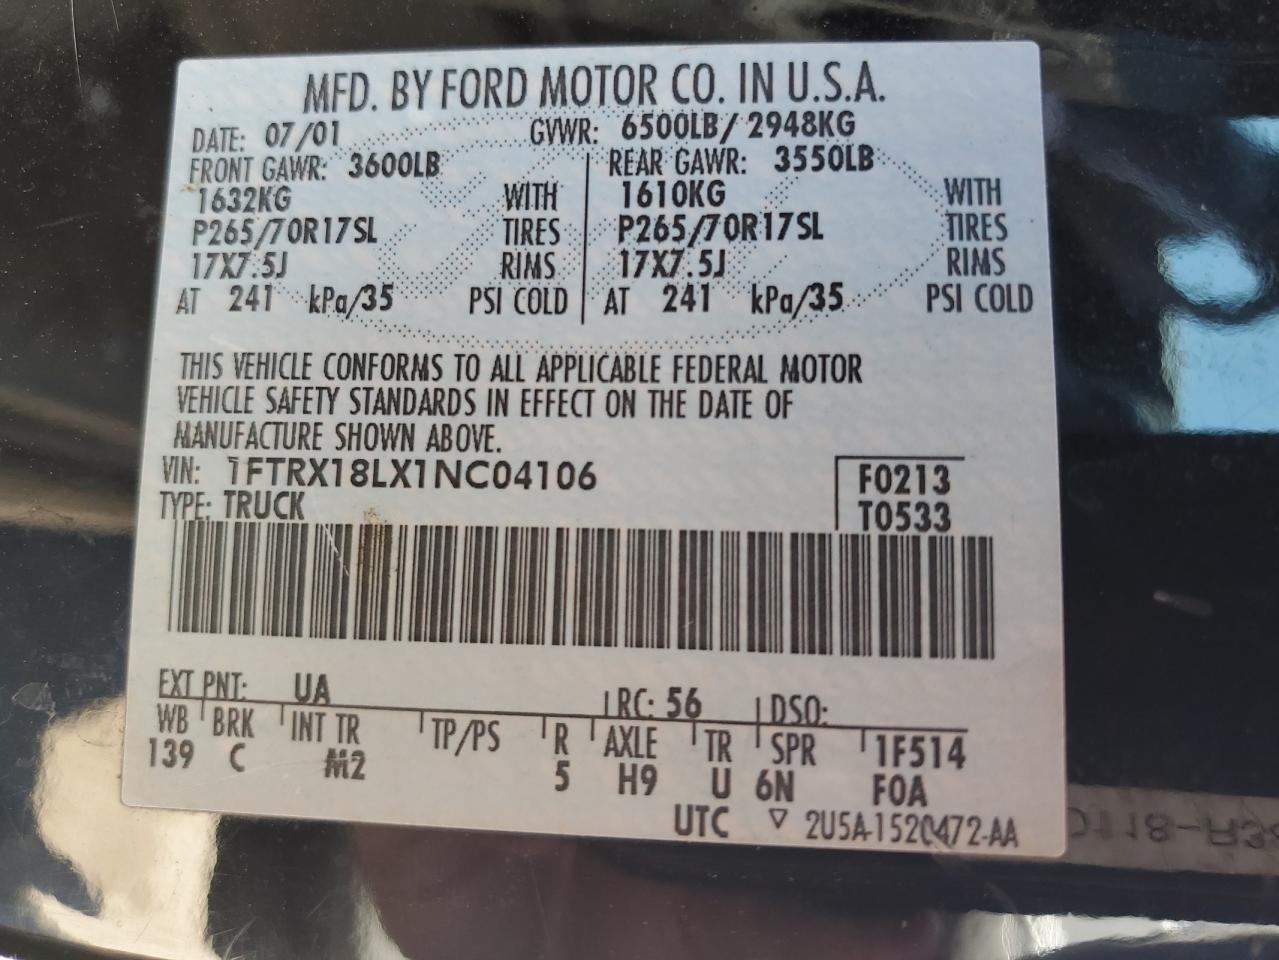 MFD. BY FORD MOTOR CO. IN U.S.A.
DATE: 07/01 GVWR: 6500LB/ 2948KG
FRONT GAWR: 3600LB REAR GAWR: 3550LB
1632KG WITH 1610KG WITH
P265/70R17SL TIRES P265/70R17SL TIRES
17X7.5J RIMS 17X7.5J RIMS
AT 241 kPa/35 PSI COLD AT 241 kPa/35 PSI COLD
THIS VEHICLE CONFORMS TO ALL APPLICABLE FEDERAL MOTOR
VEHICLE SAFETY STANDARDS IN EFFECT ON THE DATE OF
MANUFACTURE SHOWN ABOVE.
VIN: 1FTRX18LX1NC04106 F0213
TYPE: TRUCK T0533
EXT PNT: UA RC: 56 DSO:
WB BRK INT TR TP/PS R AXLE TR SPR 1F514
139 C M2 5 H9 U 6N F0A
UTC ▽ 2U5A-1520472-AA